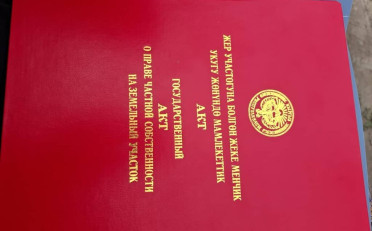 ЖЕР УЧАСТОГУНА БОЛГОН ЖЕКЕ МЕНЧИК
УКУГУ ЖӨНҮНДӨ МАМЛЕКЕТТИК
АКТ
ГОСУДАРСТВЕННЫЙ
АКТ
О ПРАВЕ ЧАСТНОЙ СОБСТВЕННОСТИ
НА ЗЕМЕЛЬНЫЙ УЧАСТОК